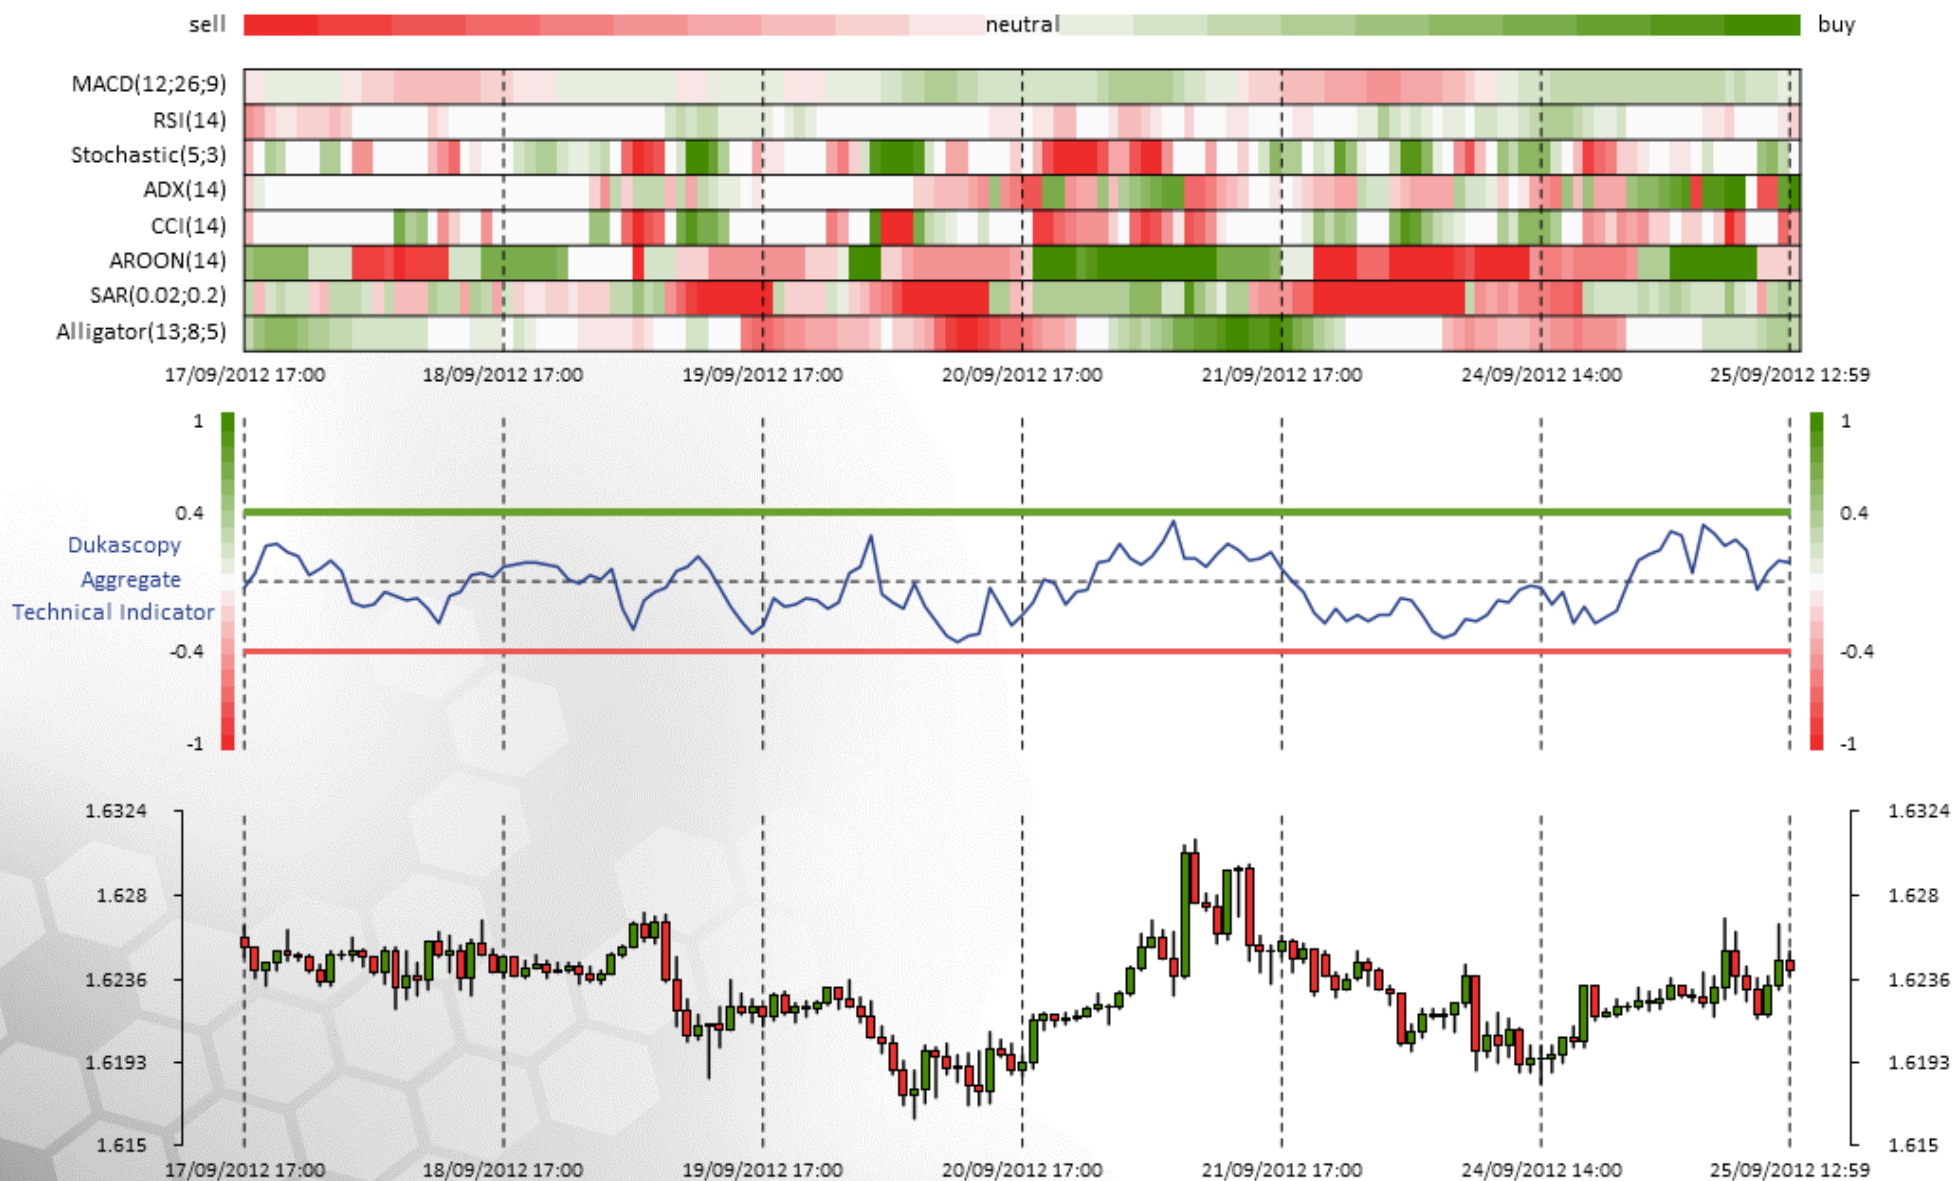 sell neutral buy
MACD(12;26;9)
RSI(14)
Stochastic(5;3)
ADX(14)
CCI(14)
AROON(14)
SAR(0.02;0.2)
Alligator(13;8;5)
17/09/2012 17:00 18/09/2012 17:00 19/09/2012 17:00 20/09/2012 17:00 21/09/2012 17:00 24/09/2012 14:00 25/09/2012 12:59
1 1
0.4 0.4
Dukascopy
Aggregate
Technical Indicator
-0.4 -0.4
-1 -1
1.6324 1.6324
1.628 1.628
1.6236 1.6236
1.6193 1.6193
1.615 1.615
17/09/2012 17:00 18/09/2012 17:00 19/09/2012 17:00 20/09/2012 17:00 21/09/2012 17:00 24/09/2012 14:00 25/09/2012 12:59